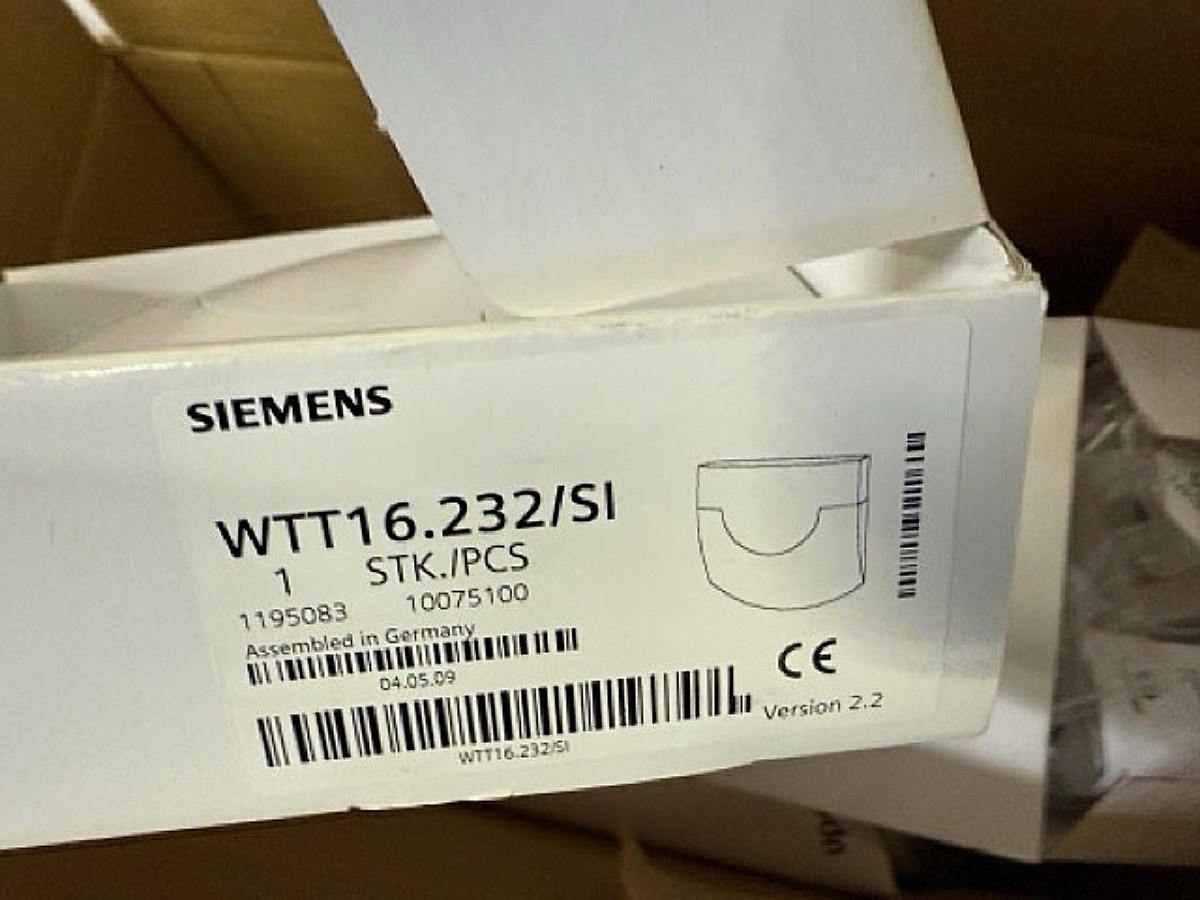 SIEMENS
WTT16.232/SI
1 STK./PCS
1195083 10075100
Assembled in Germany
04.05.09
WTT16.232/SI
CE
Version 2.2